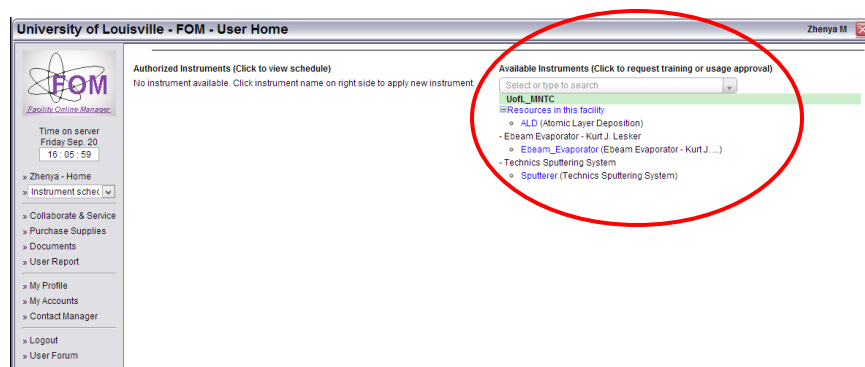 University of Louisville - FOM - User Home
Zhenya M
FOM
Facility Online Manager
Time on server
Friday Sep. 20
16 : 05 : 59
» Zhenya - Home
» Instrument sched
» Collaborate & Service
» Purchase Supplies
» Documents
» User Report
» My Profile
» My Accounts
» Contact Manager
» Logout
» User Forum
Authorized Instruments (Click to view schedule)
No instrument available. Click instrument name on right side to apply new instrument.
Available Instruments (Click to request training or usage approval)
Select or type to search
UofL_MNTC
Resources in this facility
ALD (Atomic Layer Deposition)
- Ebeam Evaporator - Kurt J. Lesker
Ebeam_Evaporator (Ebeam Evaporator - Kurt J. ...)
- Technics Sputtering System
Sputterer (Technics Sputtering System)